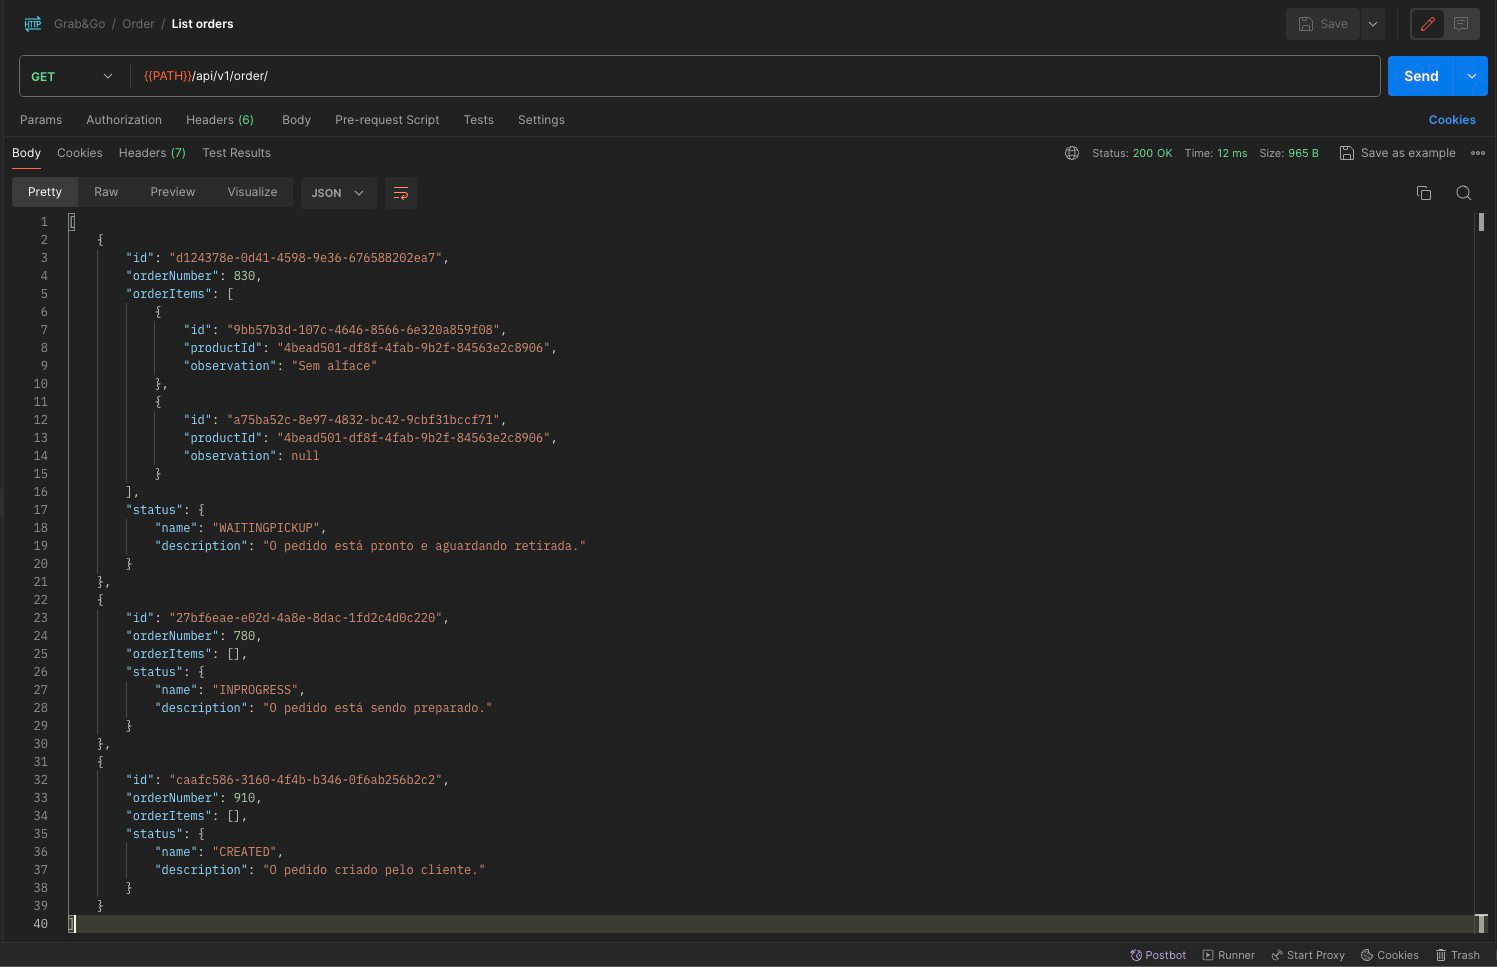 HTTP Grab&Go / Order / List orders Save
GET {{PATH}}/api/v1/order/ Send
Params Authorization Headers (6) Body Pre-request Script Tests Settings Cookies
Body Cookies Headers (7) Test Results Status: 200 OK Time: 12 ms Size: 965 B Save as example
Pretty Raw Preview Visualize JSON
1 [
2 {
3 "id": "d124378e-0d41-4598-9e36-676588202ea7",
4 "orderNumber": 830,
5 "orderItems": [
6 {
7 "id": "9bb57b3d-107c-4646-8566-6e320a859f08",
8 "productId": "4bead501-df8f-4fab-9b2f-84563e2c8906",
9 "observation": "Sem alface"
10 },
11 {
12 "id": "a75ba52c-8e97-4832-bc42-9cbf31bccf71",
13 "productId": "4bead501-df8f-4fab-9b2f-84563e2c8906",
14 "observation": null
15 }
16 ],
17 "status": {
18 "name": "WAITINGPICKUP",
19 "description": "O pedido está pronto e aguardando retirada."
20 }
21 },
22 {
23 "id": "27bf6eae-e02d-4a8e-8dac-1fd2c4d0c220",
24 "orderNumber": 780,
25 "orderItems": [],
26 "status": {
27 "name": "INPROGRESS",
28 "description": "O pedido está sendo preparado."
29 }
30 },
31 {
32 "id": "caafc586-3160-4f4b-b346-0f6ab256b2c2",
33 "orderNumber": 910,
34 "orderItems": [],
35 "status": {
36 "name": "CREATED",
37 "description": "O pedido criado pelo cliente."
38 }
39 }
40 ]
Postbot Runner Start Proxy Cookies Trash